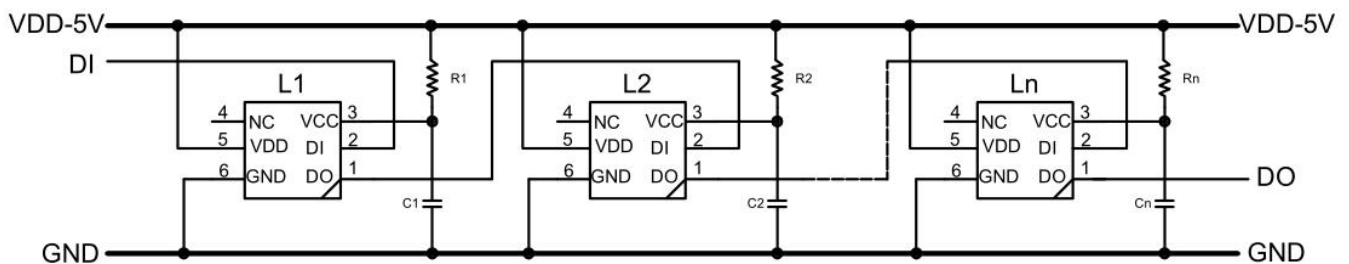 VDD-5V VDD-5V
DI
L1 R1 L2 R2 Ln Rn
4 NC VCC 3 4 NC VCC 3 4 NC VCC 3
5 VDD DI 2 5 VDD DI 2 5 VDD DI 2
6 GND DO 1 6 GND DO 1 6 GND DO 1 DO
C1 C2 Cn
GND GND